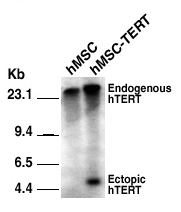 hMSC
hMSC-TERT
Kb
23.1
9.4
6.5
4.4
Endogenous
hTERT
Ectopic
hTERT